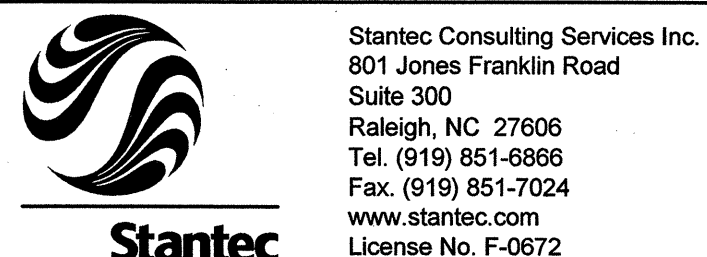 Stantec Consulting Services Inc.
801 Jones Franklin Road
Suite 300
Raleigh, NC 27606
Tel. (919) 851-6866
Fax. (919) 851-7024
www.stantec.com
License No. F-0672
Stantec